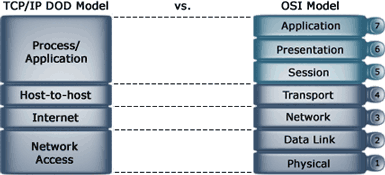 TCP/IP DOD Model
vs.
OSI Model
Process/
Application
Host-to-host
Internet
Network
Access
Application
7
Presentation
6
Session
5
Transport
4
Network
3
Data Link
2
Physical
1